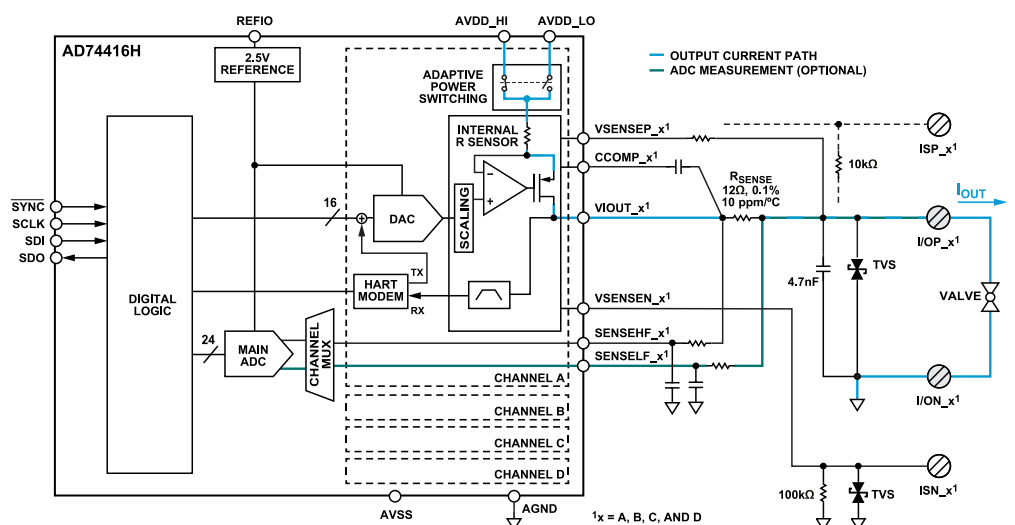 REFIO
AVDD_HI
AVDD_LO
AD74416H
2.5V
REFERENCE
ADAPTIVE
POWER
SWITCHING
OUTPUT CURRENT PATH
ADC MEASUREMENT (OPTIONAL)
INTERNAL
R SENSOR
VSENSEP_x¹
ISP_x¹
10kΩ
CCOMP_x¹
RSENSE
12Ω, 0.1%
10 ppm/ºC
IOUT
SYNC
SCLK
SDI
SDO
16
DAC
SCALING
–
+
VIOUT_x¹
I/OP_x¹
TX
HART
MODEM
RX
4.7nF
TVS
VALVE
DIGITAL
LOGIC
VSENSEN_x¹
24
MAIN
ADC
CHANNEL
MUX
SENSEHF_x¹
SENSELF_x¹
I/ON_x¹
CHANNEL A
CHANNEL B
CHANNEL C
CHANNEL D
ISN_x¹
100kΩ
TVS
AVSS
AGND
¹x = A, B, C, AND D